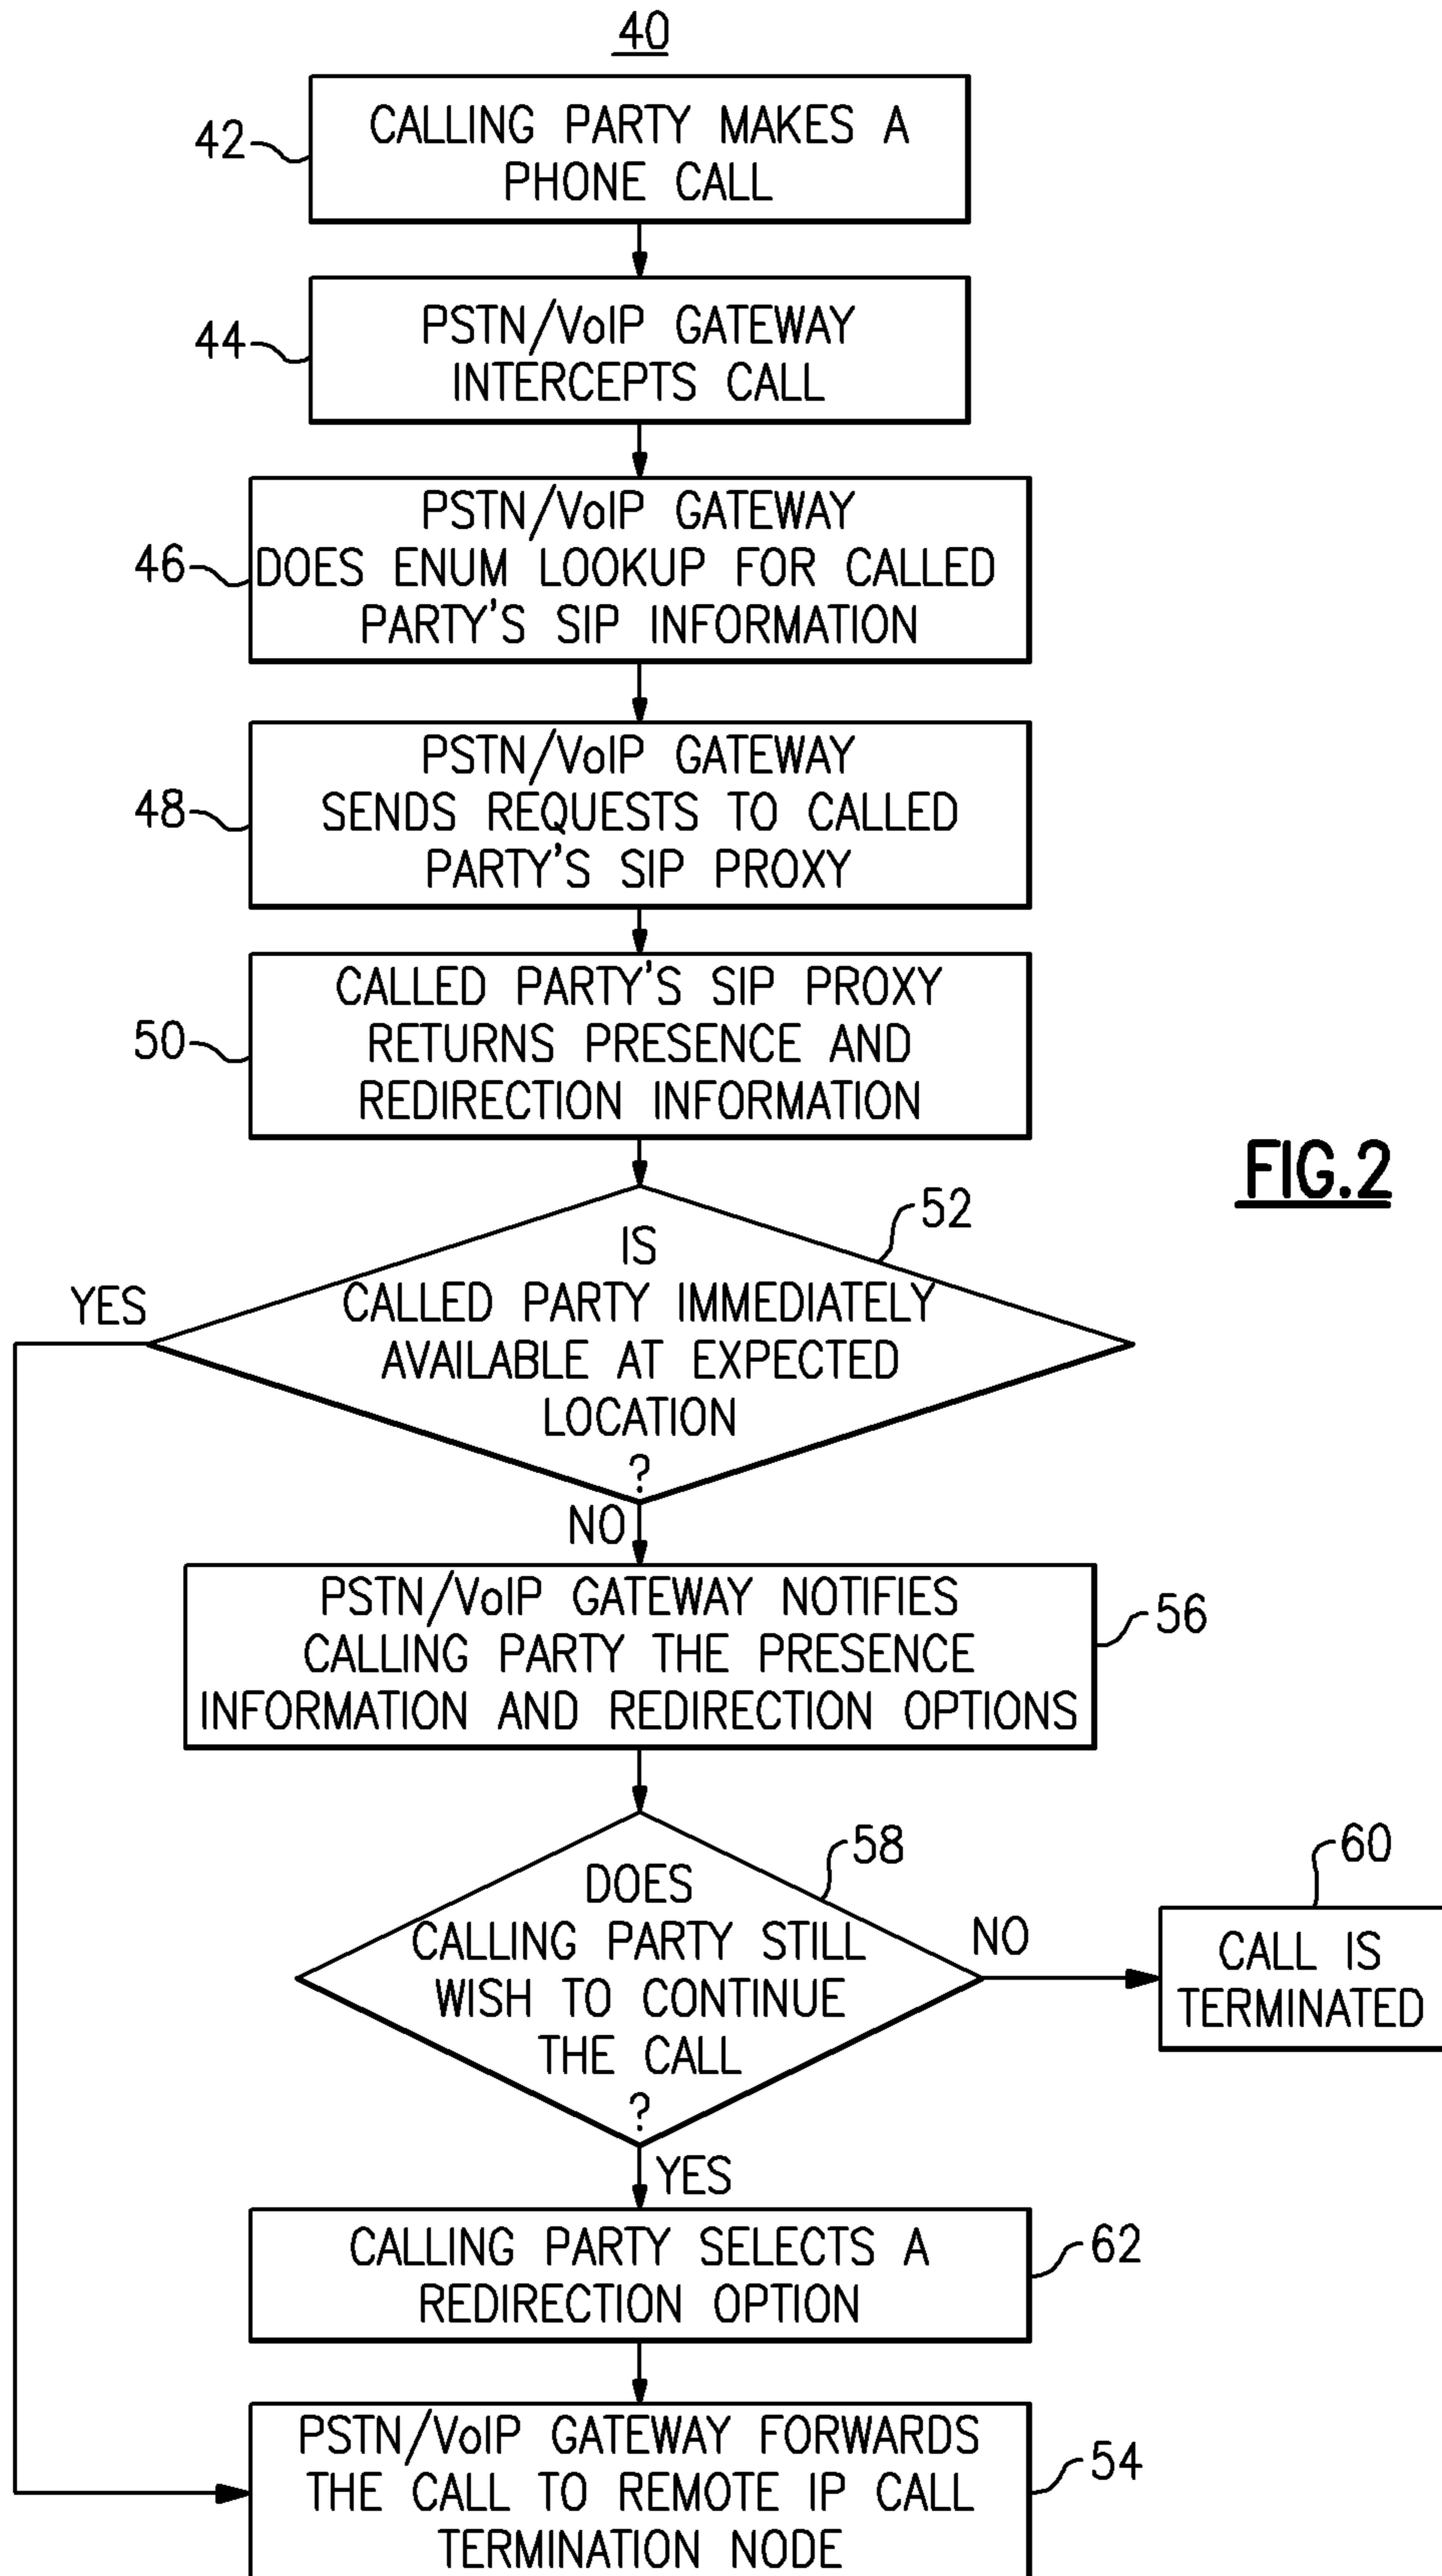 40
CALLING PARTY MAKES A
PHONE CALL
42
PSTN/VoIP GATEWAY
INTERCEPTS CALL
44
PSTN/VoIP GATEWAY
DOES ENUM LOOKUP FOR CALLED
PARTY'S SIP INFORMATION
46
PSTN/VoIP GATEWAY
SENDS REQUESTS TO CALLED
PARTY'S SIP PROXY
48
CALLED PARTY'S SIP PROXY
RETURNS PRESENCE AND
REDIRECTION INFORMATION
50
FIG.2
52
IS
CALLED PARTY IMMEDIATELY
AVAILABLE AT EXPECTED
LOCATION
?
YES
NO
PSTN/VoIP GATEWAY NOTIFIES
CALLING PARTY THE PRESENCE
INFORMATION AND REDIRECTION OPTIONS
56
58
DOES
CALLING PARTY STILL
WISH TO CONTINUE
THE CALL
?
NO
60
CALL IS
TERMINATED
YES
CALLING PARTY SELECTS A
REDIRECTION OPTION
62
PSTN/VoIP GATEWAY FORWARDS
THE CALL TO REMOTE IP CALL
TERMINATION NODE
54